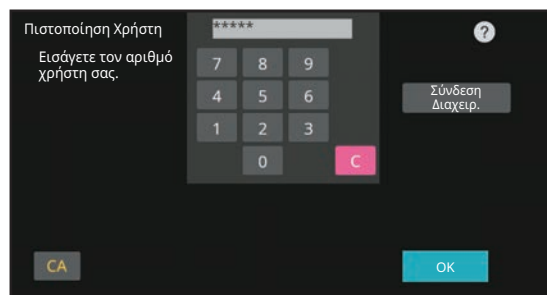 Πιστοποίηση Χρήστη
*****
?
Εισάγετε τον αριθμό
χρήστη σας.
7 8 9
4 5 6
1 2 3
0 C
Σύνδεση
Διαχειρ.
CA
OK